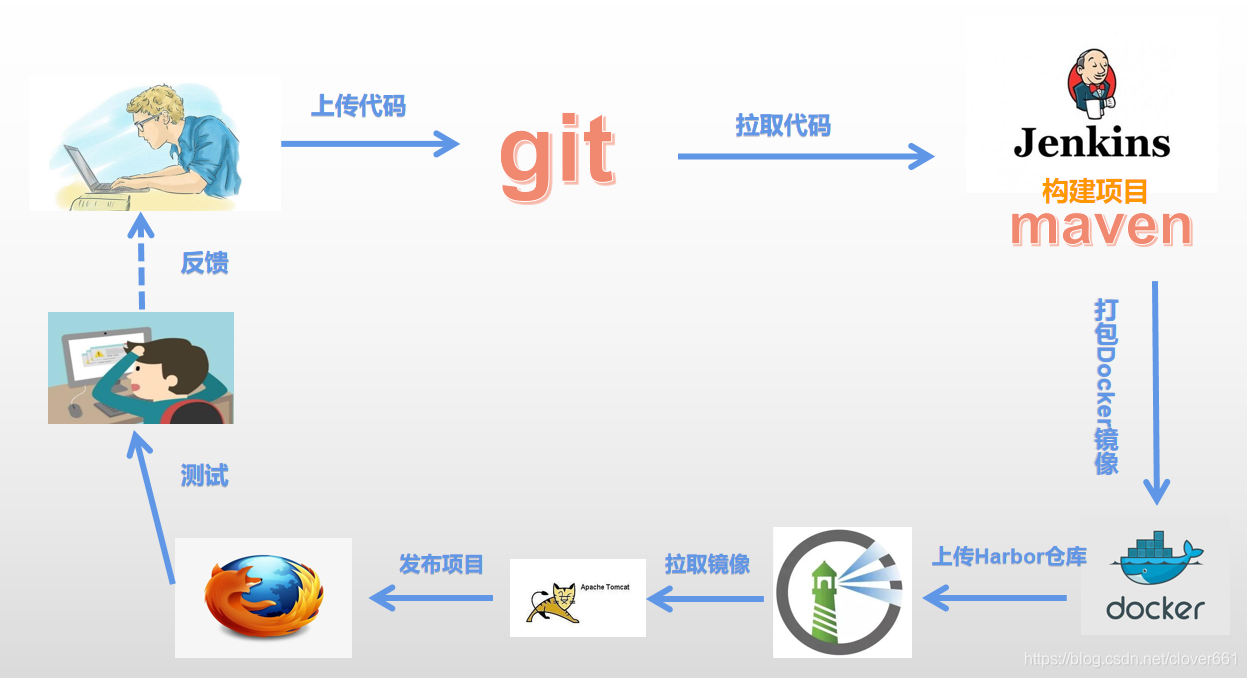 上传代码
git
拉取代码
Jenkins
构建项目
maven
反馈
打包Docker镜像
测试
发布项目
Apache Tomcat
拉取镜像
上传Harbor仓库
docker
https://blog.csdn.net/clover661